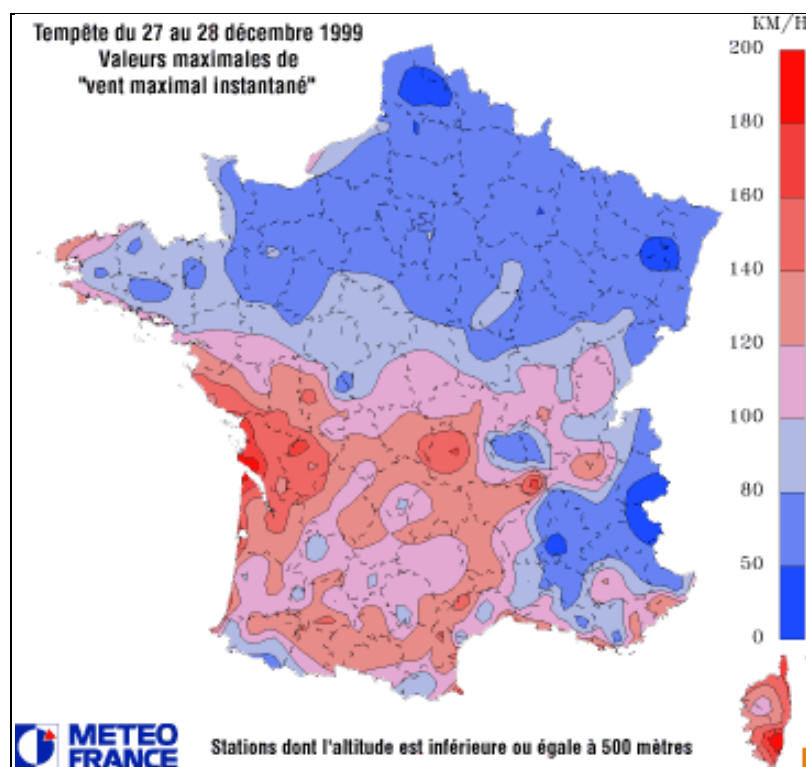 Tempête du 27 au 28 décembre 1999
Valeurs maximales de
"vent maximal instantané"
KM/H
200
180
160
140
120
100
80
50
0
METEO
FRANCE
Stations dont l'altitude est inférieure ou égale à 500 mètres